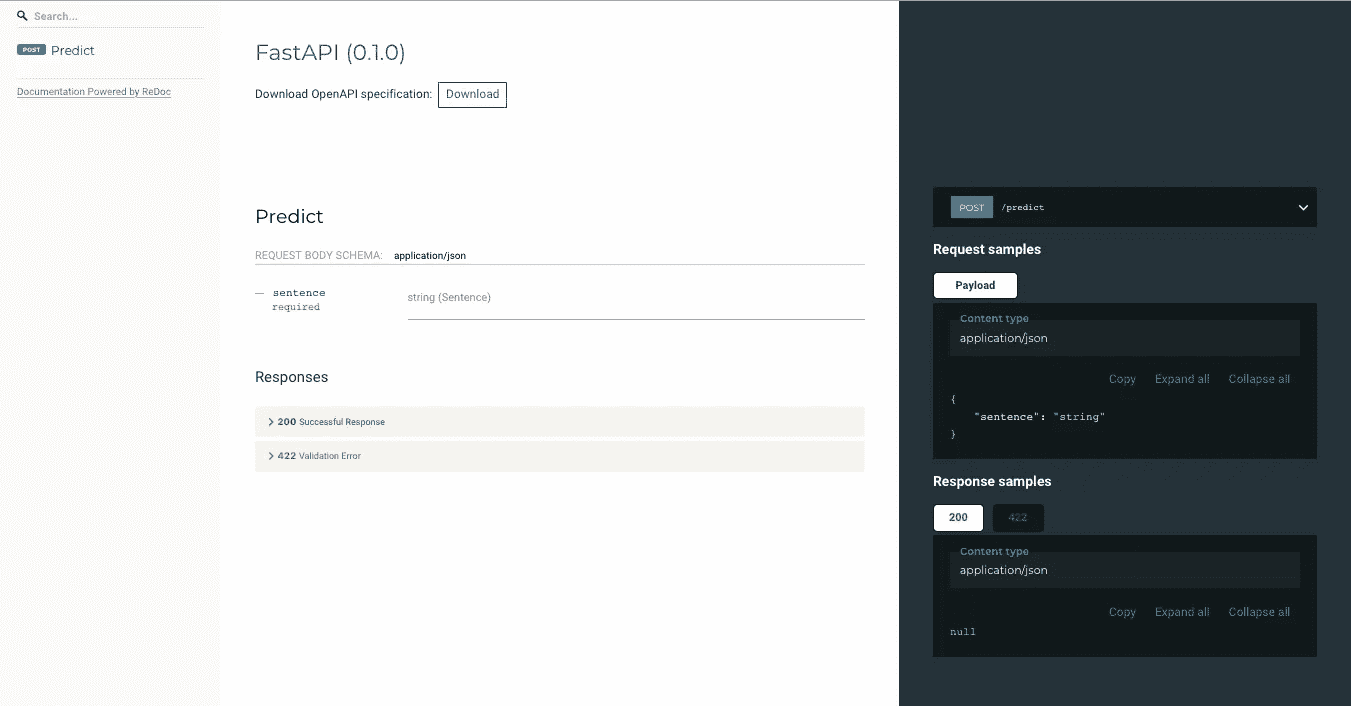 Search...
POST Predict
Documentation Powered by ReDoc
FastAPI (0.1.0)
Download OpenAPI specification: Download
Predict
REQUEST BODY SCHEMA: application/json
sentence
required
string (Sentence)
Responses
200 Successful Response
422 Validation Error
POST /predict
Request samples
Payload
Content type
application/json
Copy Expand all Collapse all
{
"sentence": "string"
}
Response samples
200 422
Content type
application/json
Copy Expand all Collapse all
null